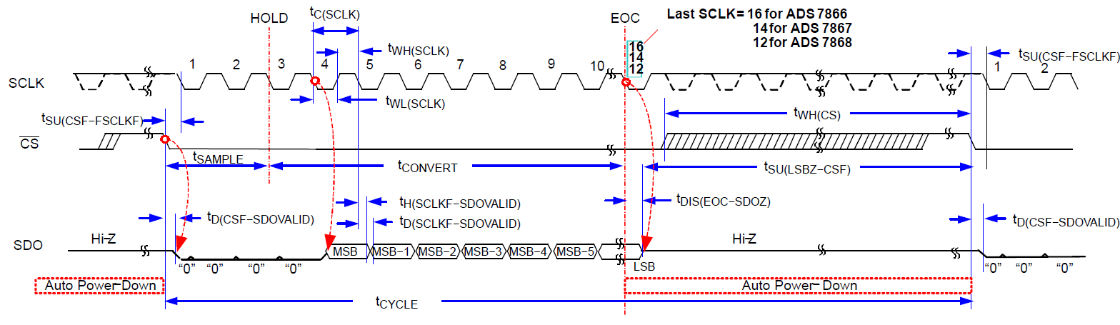 HOLD
tC(SCLK)
EOC
Last SCLK = 16 for ADS 7866
14 for ADS 7867
12 for ADS 7868
SCLK
1 2 3 4 5 6 7 8 9 10
16
14
12
1 2
tWH(SCLK)
tWL(SCLK)
tSU(CSF-FSCLKF)
tSU(CSF-FSCLKF)
tWH(CS)
CS
tSAMPLE
tCONVERT
tSU(LSBZ-CSF)
tH(SCLKF-SDOVALID)
tDIS(EOC-SDOZ)
tD(CSF-SDOVALID)
tD(SCLKF-SDOVALID)
tD(CSF-SDOVALID)
SDO
Hi-Z
MSB MSB-1 MSB-2 MSB-3 MSB-4 MSB-5
Hi-Z
"0" "0" "0" "0"
LSB
"0" "0"
Auto Power-Down
Auto Power-Down
tCYCLE